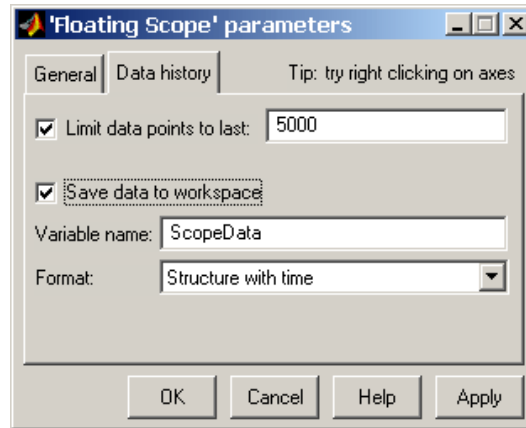 'Floating Scope' parameters
General Data history Tip: try right clicking on axes
Limit data points to last: 5000
Save data to workspace
Variable name: ScopeData
Format: Structure with time
OK Cancel Help Apply